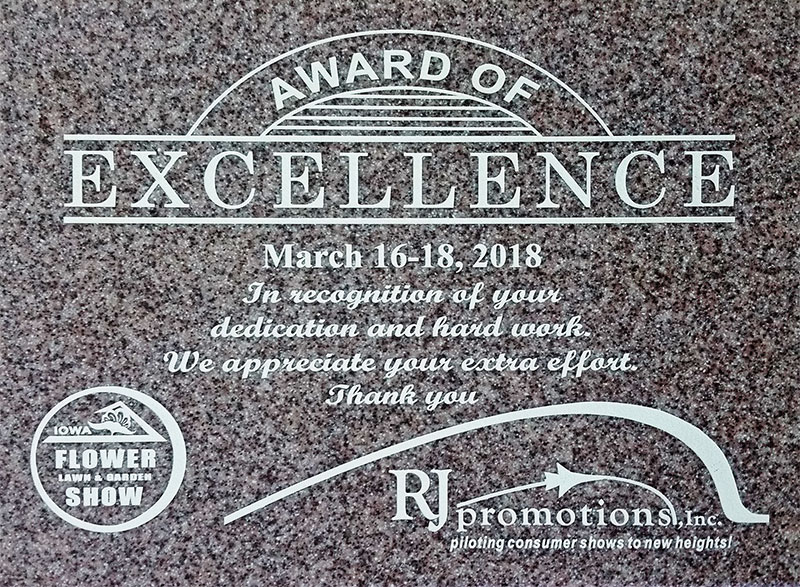 AWARD OF
EXCELLENCE
March 16-18, 2018
In recognition of your
dedication and hard work.
We appreciate your extra effort.
Thank you
IOWA
FLOWER
LAWN & GARDEN
SHOW
RJ promotions, Inc.
piloting consumer shows to new heights!